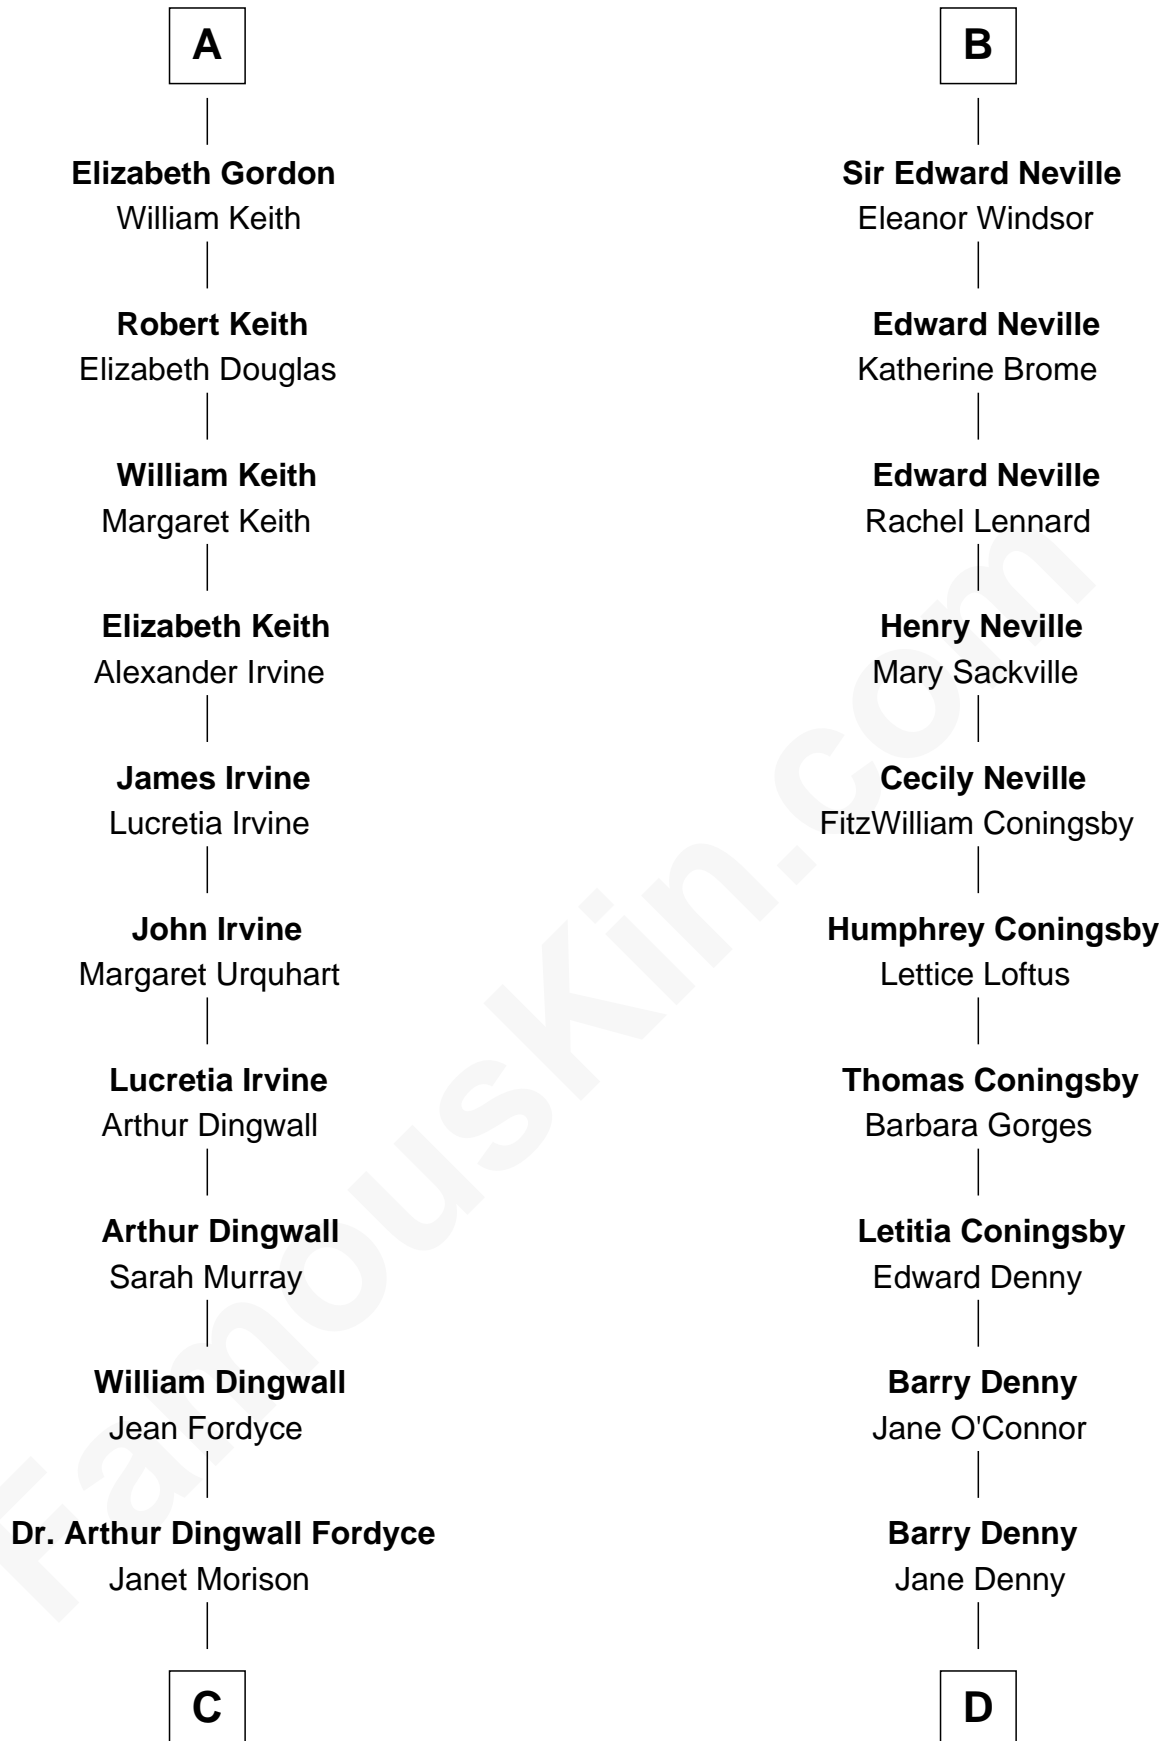 A
Elizabeth Gordon
William Keith
Robert Keith
Elizabeth Douglas
William Keith
Margaret Keith
Elizabeth Keith
Alexander Irvine
James Irvine
Lucretia Irvine
John Irvine
Margaret Urquhart
Lucretia Irvine
Arthur Dingwall
Arthur Dingwall
Sarah Murray
William Dingwall
Jean Fordyce
Dr. Arthur Dingwall Fordyce
Janet Morison
C
B
Sir Edward Neville
Eleanor Windsor
Edward Neville
Katherine Brome
Edward Neville
Rachel Lennard
Henry Neville
Mary Sackville
Cecily Neville
FitzWilliam Coningsby
Humphrey Coningsby
Lettice Loftus
Thomas Coningsby
Barbara Gorges
Letitia Coningsby
Edward Denny
Barry Denny
Jane O'Connor
Barry Denny
Jane Denny
D
FamousKin.com